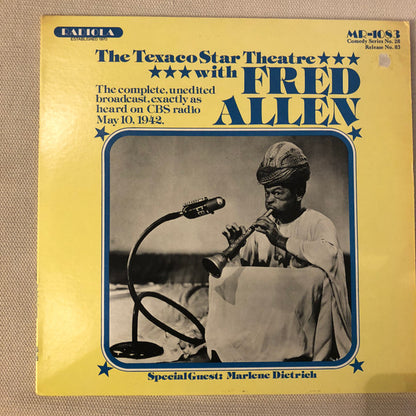 RADIOLA
ESTABLISHED 1970
MR-1083
Comedy Series No. 28
Release No. 83
The Texaco Star Theatre ★★★
★★★ with FRED
ALLEN
The complete, unedited
broadcast, exactly as
heard on CBS radio
May 10, 1942.
Special Guest: Marlene Dietrich